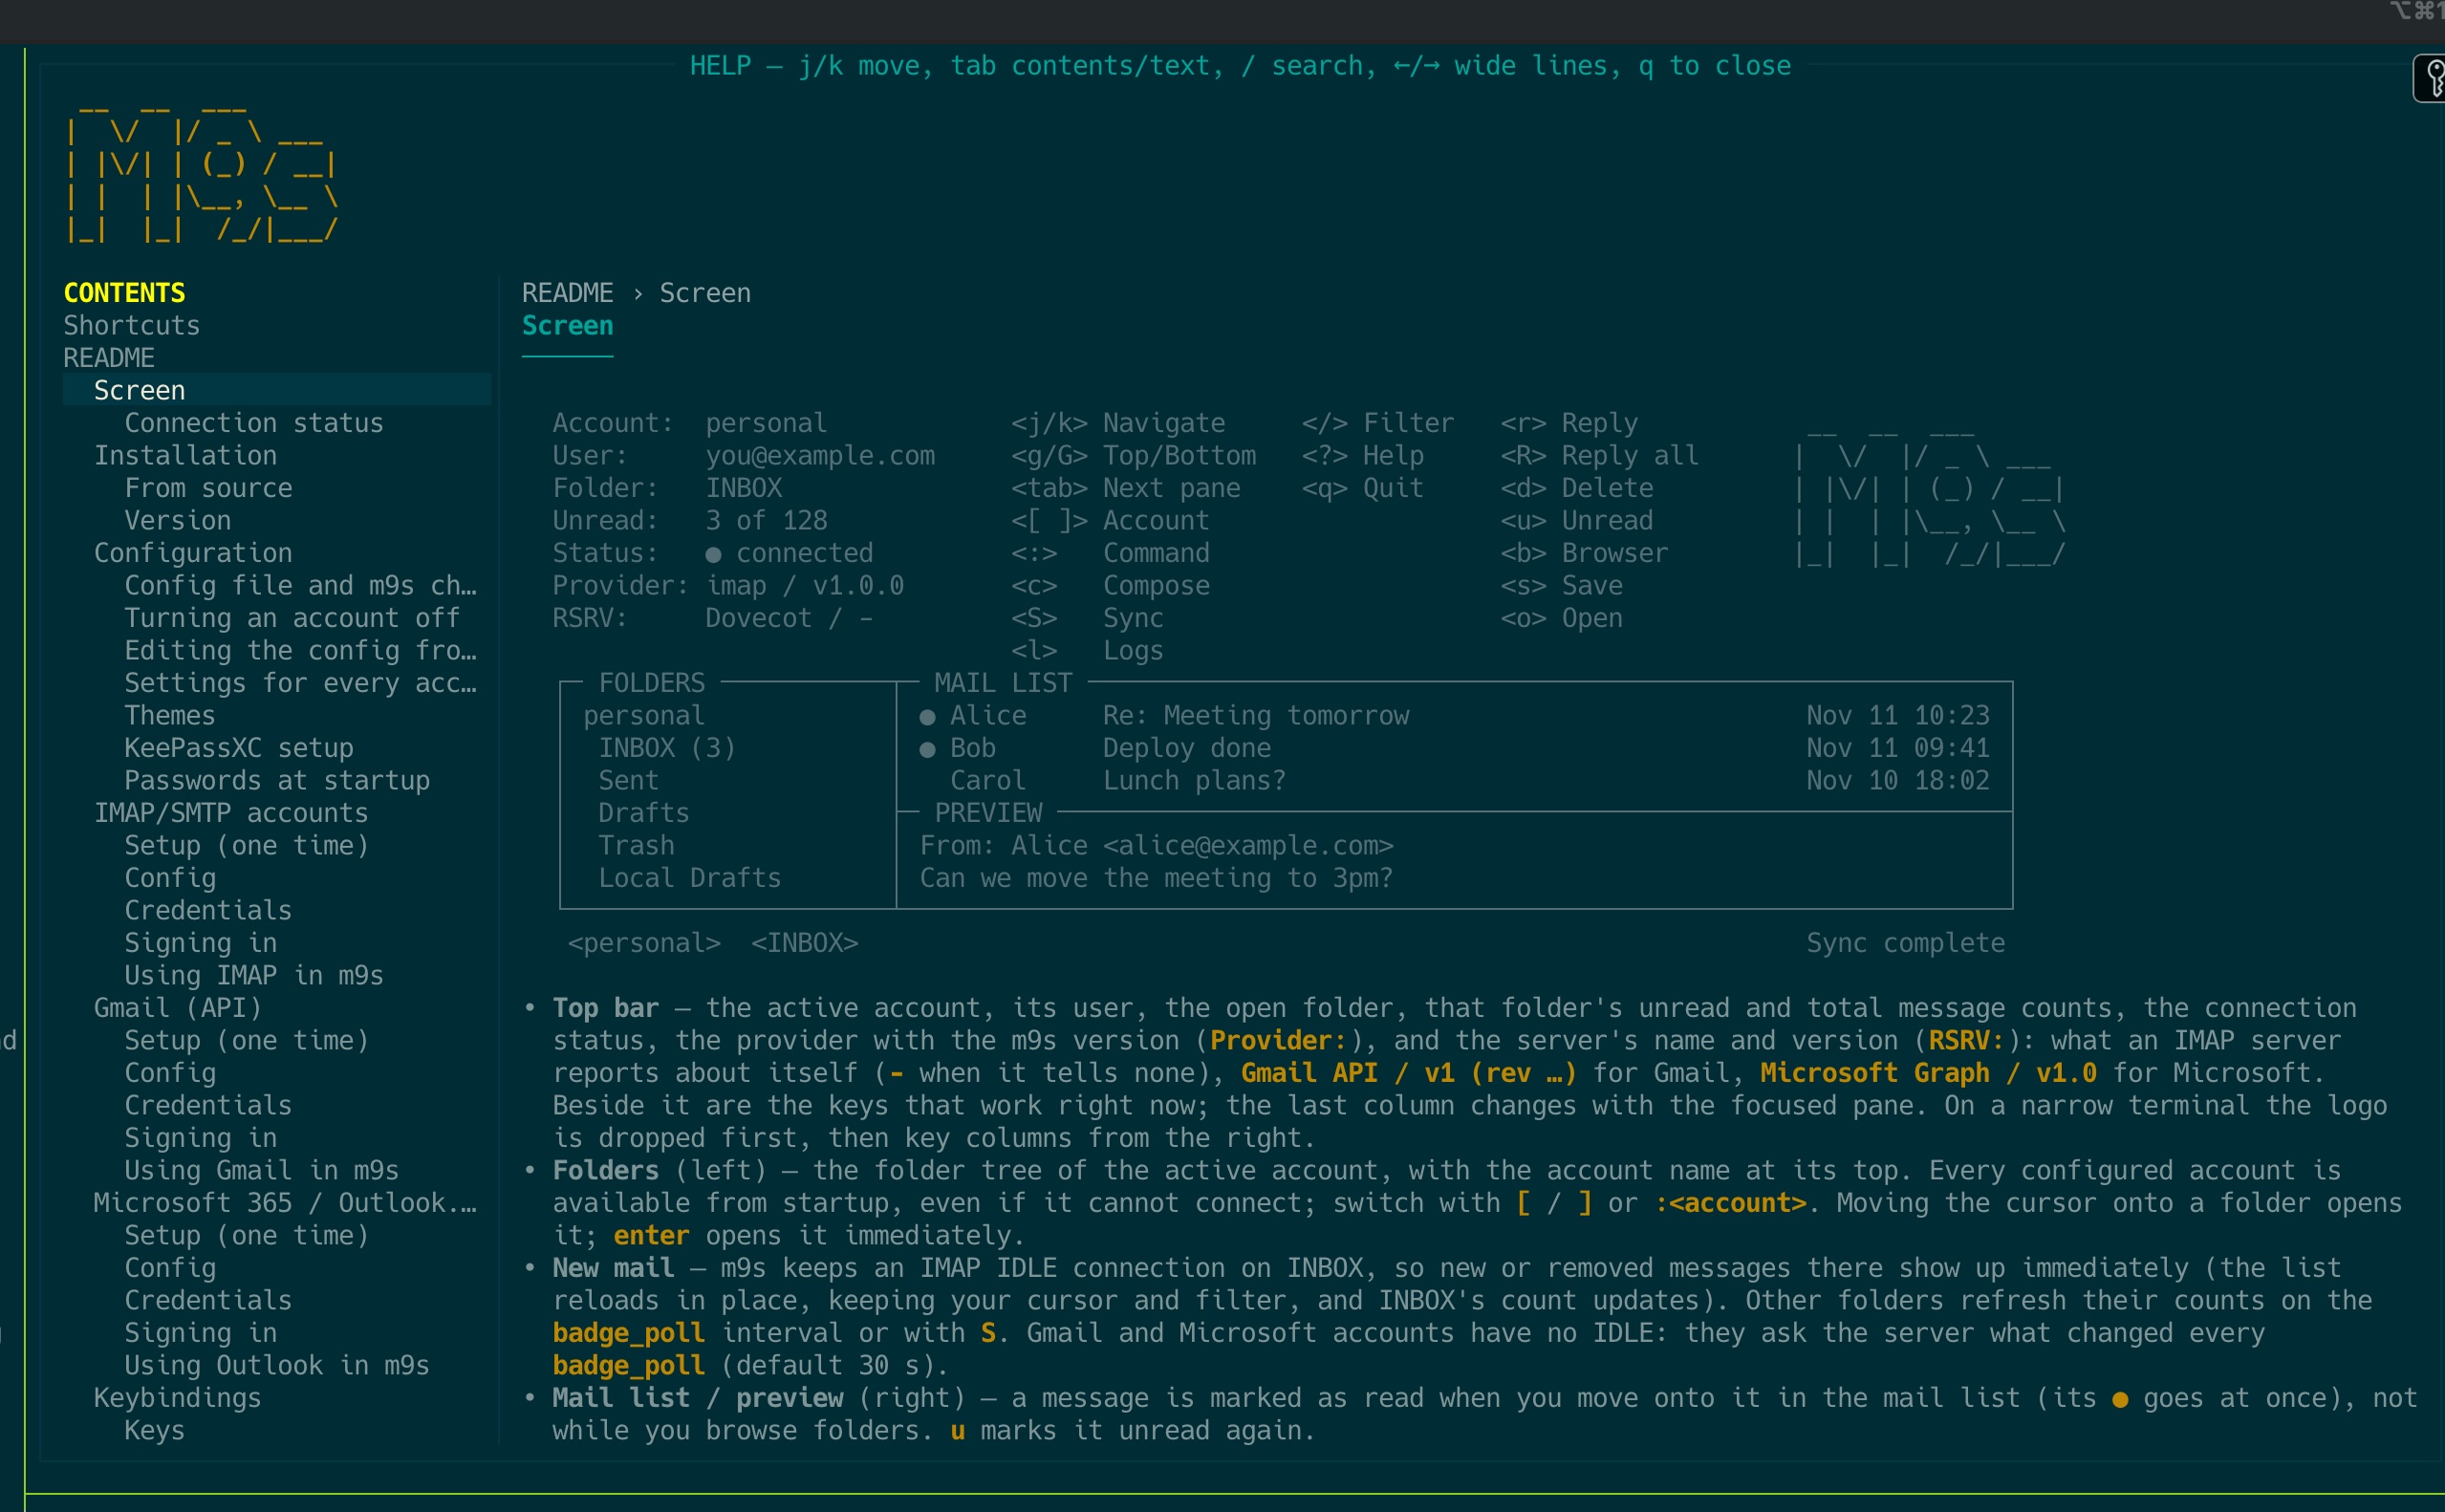 ⌥⌘1
HELP — j/k move, tab contents/text, / search, ←/→ wide lines, q to close
M9s
CONTENTS
Shortcuts
README
Screen
Connection status
Installation
From source
Version
Configuration
Config file and m9s ch…
Turning an account off
Editing the config fro…
Settings for every acc…
Themes
KeePassXC setup
Passwords at startup
IMAP/SMTP accounts
Setup (one time)
Config
Credentials
Signing in
Using IMAP in m9s
Gmail (API)
Setup (one time)
Config
Credentials
Signing in
Using Gmail in m9s
Microsoft 365 / Outlook.…
Setup (one time)
Config
Credentials
Signing in
Using Outlook in m9s
Keybindings
Keys
README › Screen
Screen
Account: personal <j/k> Navigate </> Filter <r> Reply
User: you@example.com <g/G> Top/Bottom <?> Help <R> Reply all
Folder: INBOX <tab> Next pane <q> Quit <d> Delete
Unread: 3 of 128 <[ ]> Account <u> Unread
Status: ● connected <:> Command <b> Browser
Provider: imap / v1.0.0 <c> Compose <s> Save
RSRV: Dovecot / - <S> Sync <o> Open
<l> Logs
M9s
FOLDERS
personal
INBOX (3)
Sent
Drafts
Trash
Local Drafts
MAIL LIST
● Alice Re: Meeting tomorrow Nov 11 10:23
● Bob Deploy done Nov 11 09:41
Carol Lunch plans? Nov 10 18:02
PREVIEW
From: Alice <alice@example.com>
Can we move the meeting to 3pm?
<personal> <INBOX> Sync complete
• Top bar — the active account, its user, the open folder, that folder's unread and total message counts, the connection
status, the provider with the m9s version (Provider:), and the server's name and version (RSRV:): what an IMAP server
reports about itself (- when it tells none), Gmail API / v1 (rev …) for Gmail, Microsoft Graph / v1.0 for Microsoft.
Beside it are the keys that work right now; the last column changes with the focused pane. On a narrow terminal the logo
is dropped first, then key columns from the right.
• Folders (left) — the folder tree of the active account, with the account name at its top. Every configured account is
available from startup, even if it cannot connect; switch with [ / ] or :<account>. Moving the cursor onto a folder opens
it; enter opens it immediately.
• New mail — m9s keeps an IMAP IDLE connection on INBOX, so new or removed messages there show up immediately (the list
reloads in place, keeping your cursor and filter, and INBOX's count updates). Other folders refresh their counts on the
badge_poll interval or with S. Gmail and Microsoft accounts have no IDLE: they ask the server what changed every
badge_poll (default 30 s).
• Mail list / preview (right) — a message is marked as read when you move onto it in the mail list (its ● goes at once), not
while you browse folders. u marks it unread again.